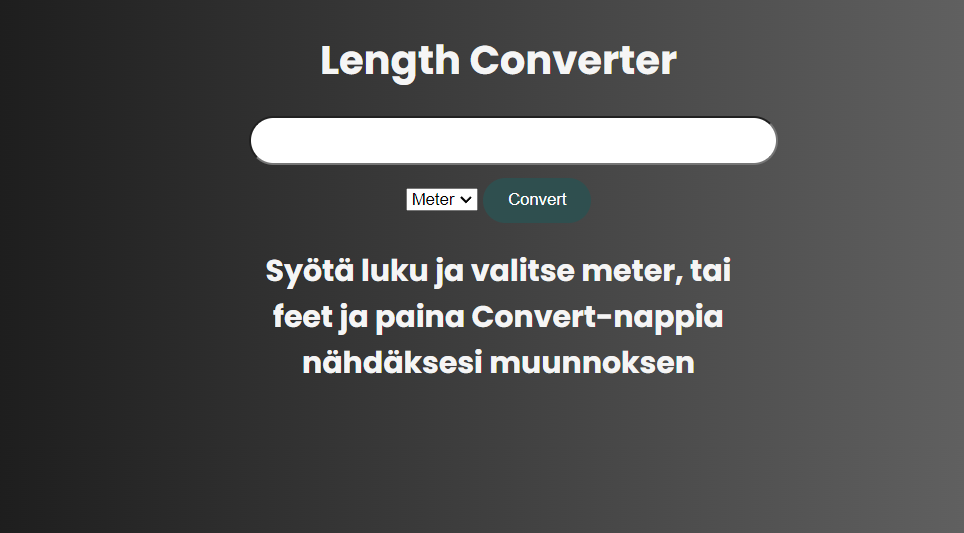 Length Converter
Meter Convert
Syötä luku ja valitse meter, tai
feet ja paina Convert-nappia
nähdäksesi muunnoksen